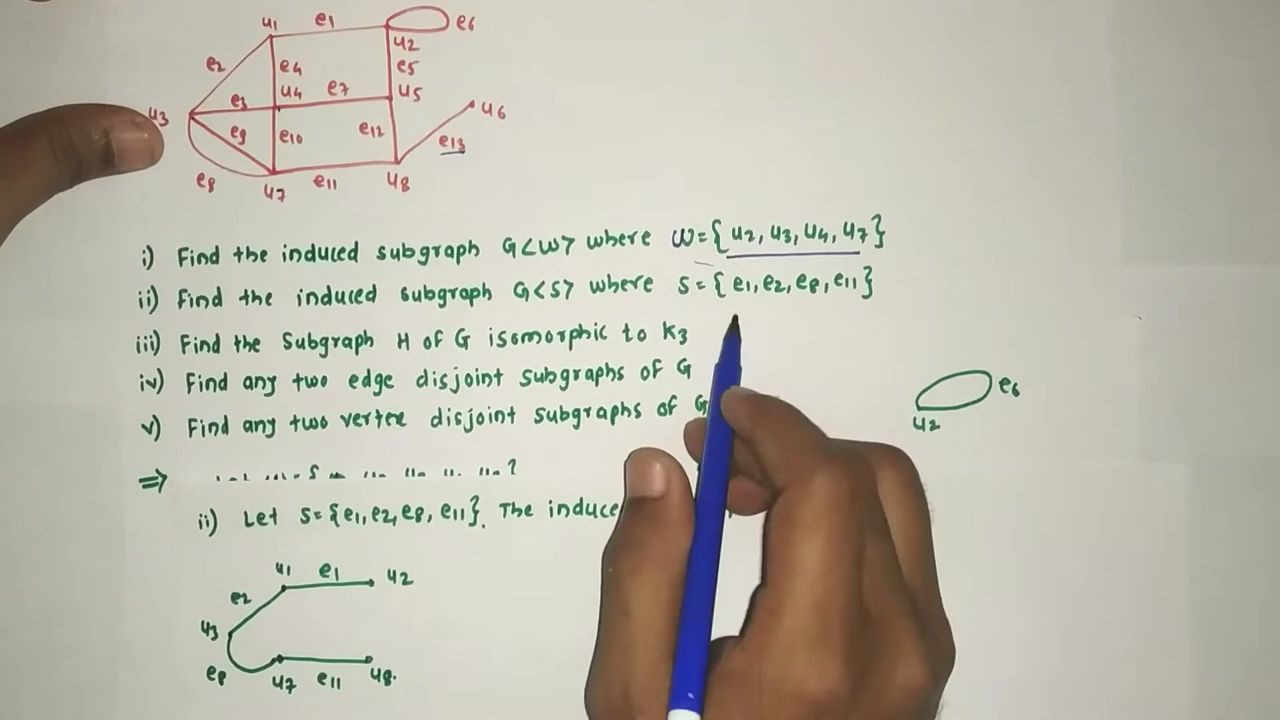 u1 e1 e6
u2
e2 e4 e5
u3 e3 u4 e7 u5 u6
e9 e10 e12 e13
e8 u7 e11 u8
i) Find the induced subgraph G<W> where W={u2, u3, u4, u7}
ii) Find the induced subgraph G<S> where S={e1, e2, e8, e11}
iii) Find the subgraph H of G isomorphic to K3
iv) Find any two edge disjoint subgraphs of G
v) Find any two vertex disjoint subgraphs of G
e6
u2
⇒
ii) Let S={e1, e2, e8, e11}. The induce
u1 e1 u2
e2
u3
e8 u7 e11 u8.